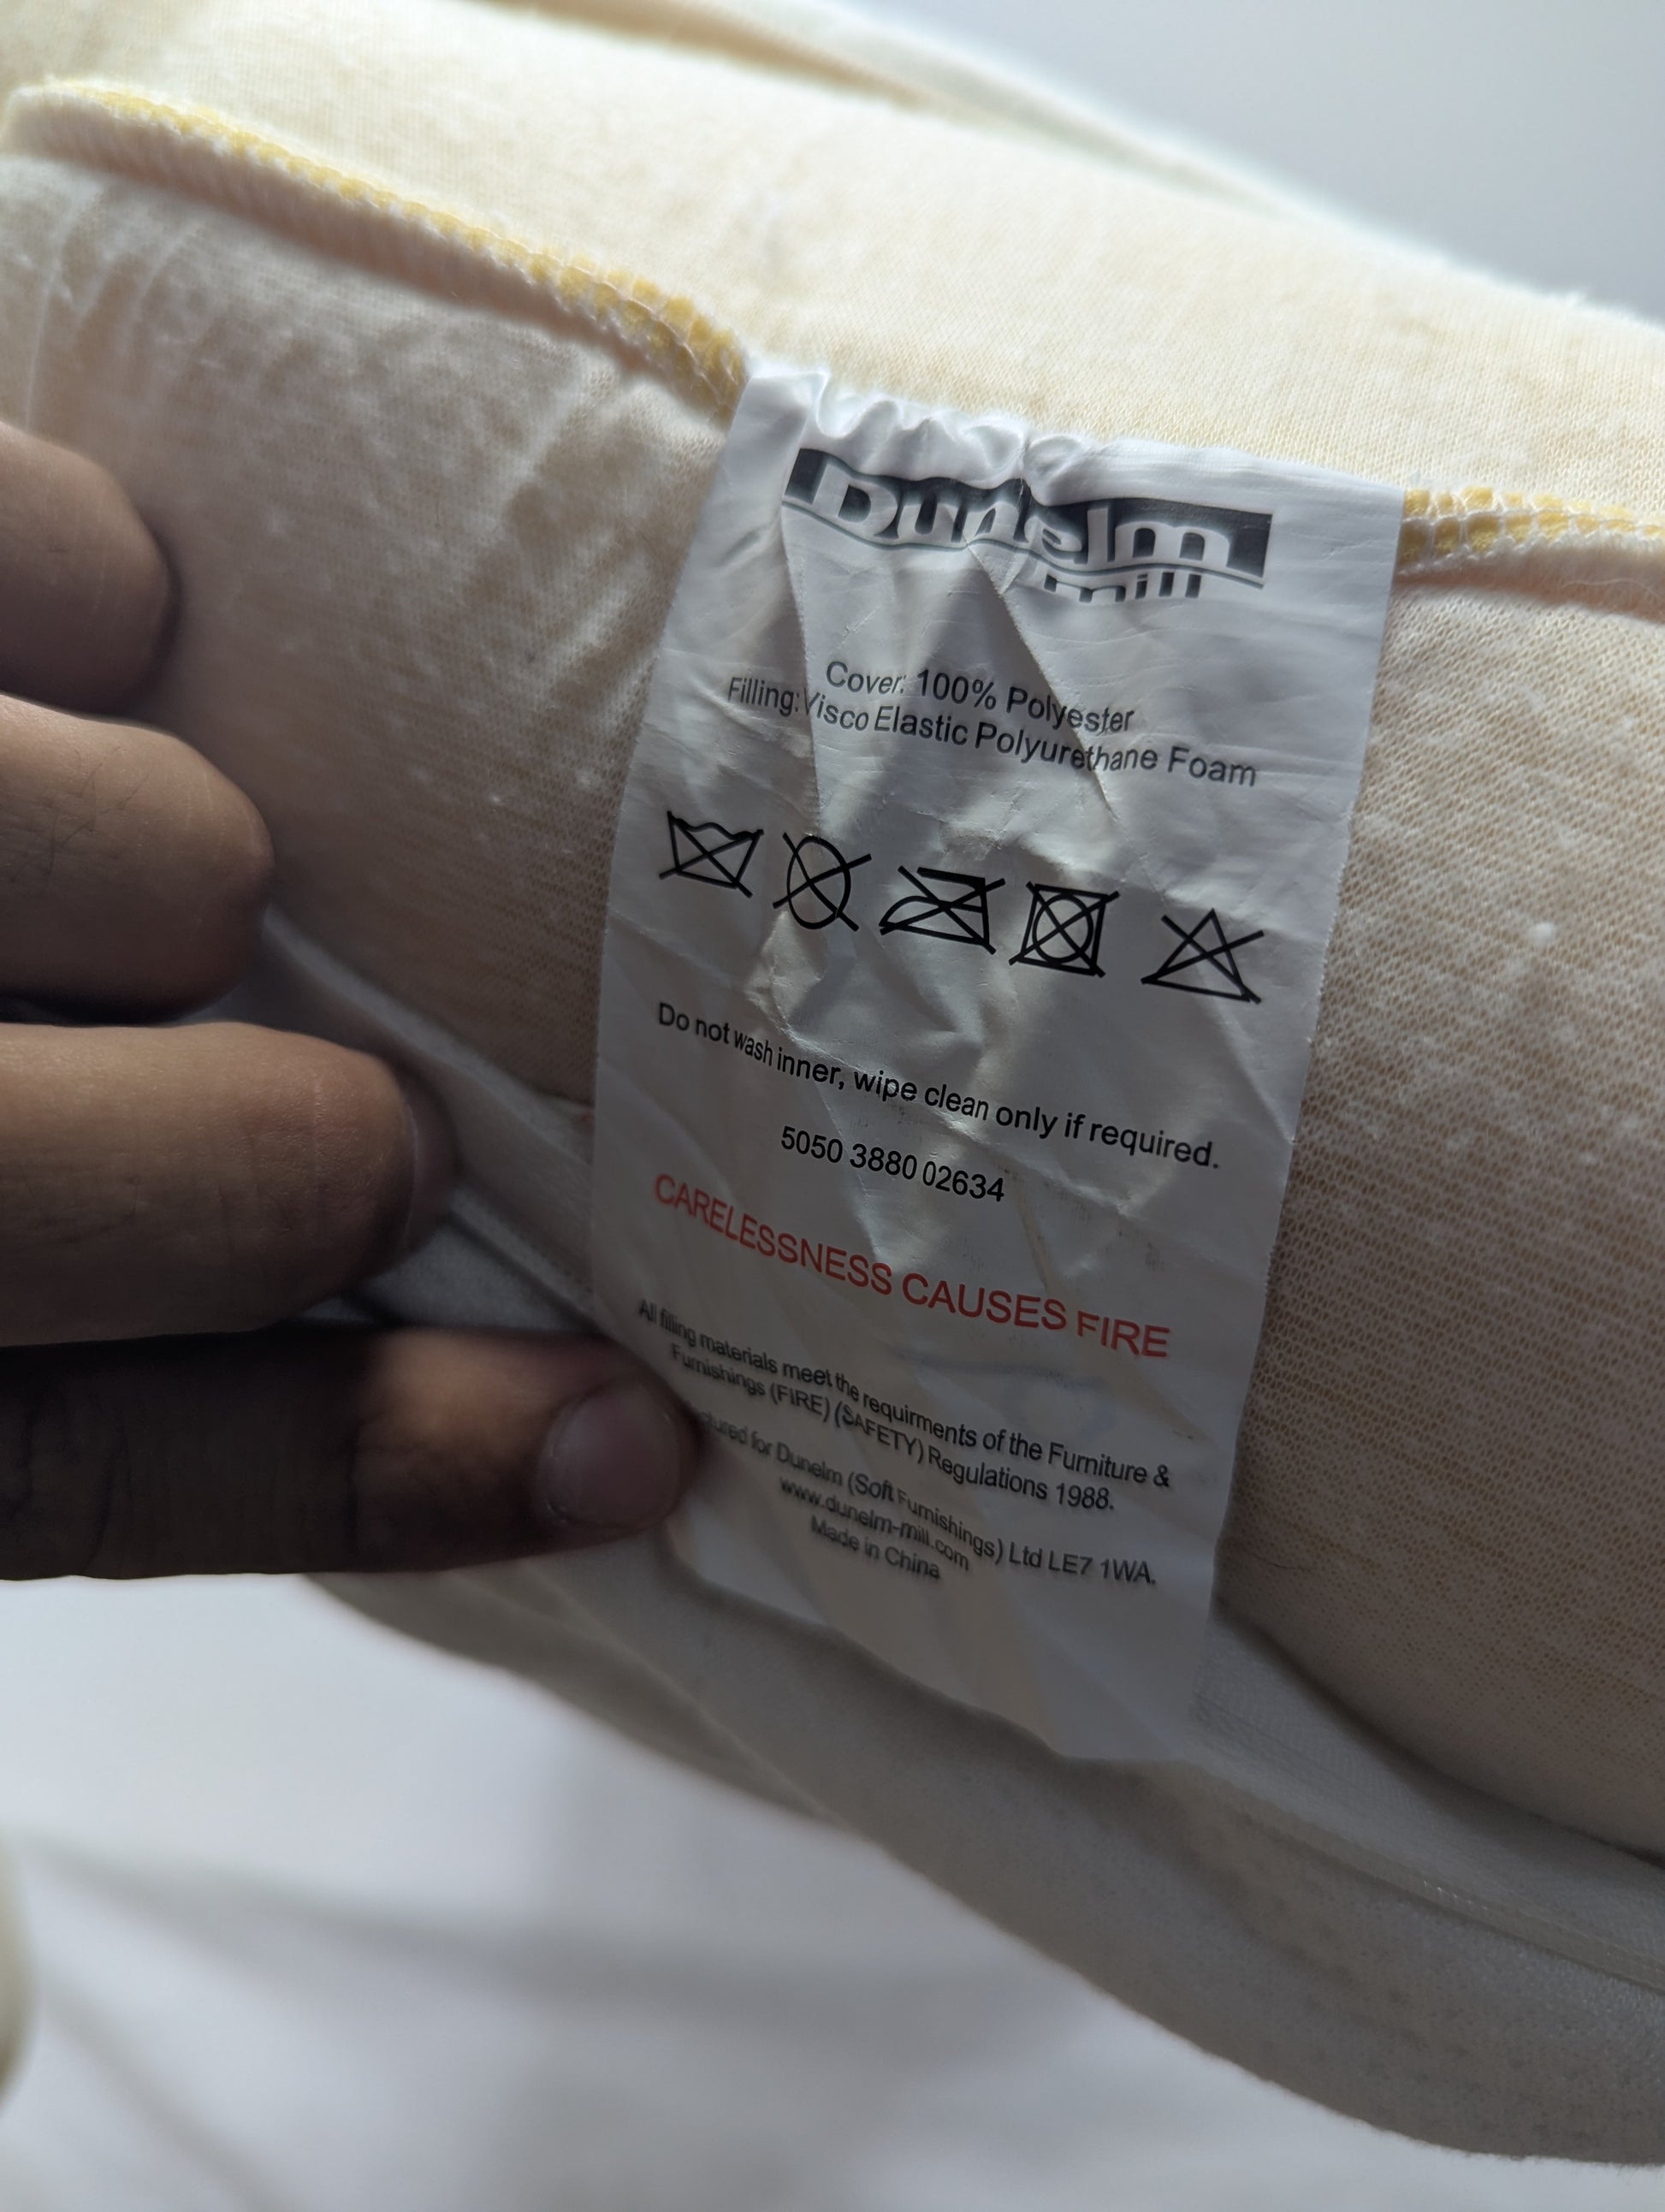 Dunelm
mill
Cover: 100% Polyester
Filling: Visco Elastic Polyurethane Foam
Do not wash inner, wipe clean only if required.
5050 3880 02634
CARELESSNESS CAUSES FIRE
All filling materials meet the requirments of the Furniture &
Furnishings (FIRE) (SAFETY) Regulations 1988.
for Dunelm (Soft Furnishings) Ltd LE7 1WA.
www.dunelm-mill.com
Made in China